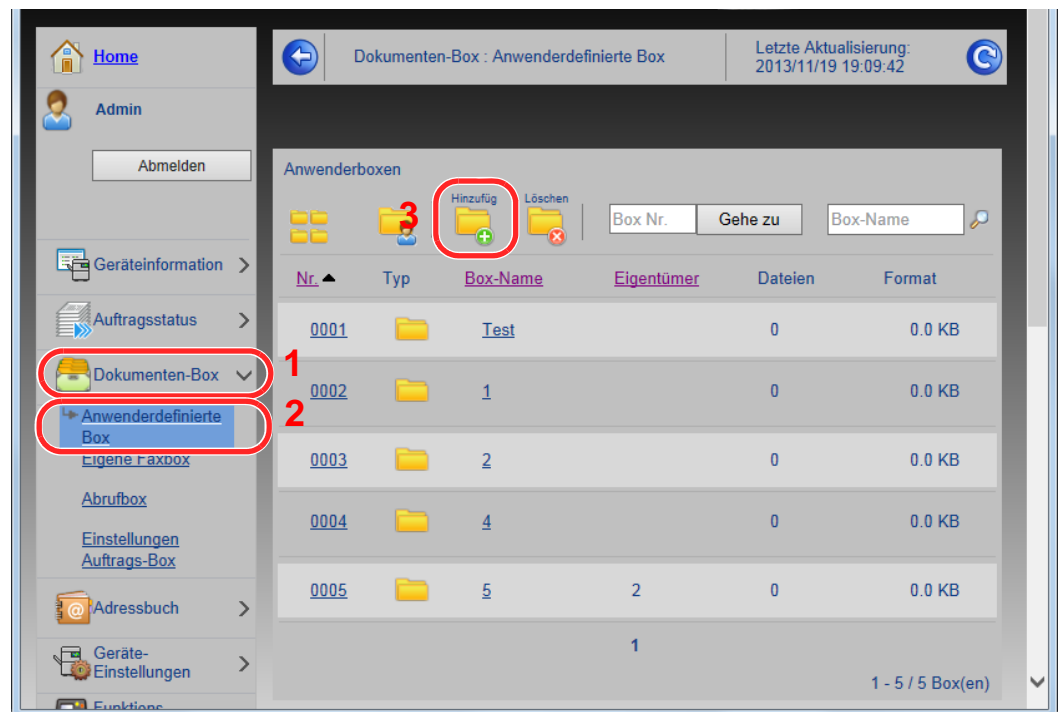 Home
Admin
Abmelden
Geräteinformation
Auftragsstatus
Dokumenten-Box
1
Anwenderdefinierte
Box
2
Eigene Faxbox
Abrufbox
Einstellungen
Auftrags-Box
Adressbuch
Geräte-
Einstellungen
Funktions
Dokumenten-Box : Anwenderdefinierte Box
Letzte Aktualisierung:
2013/11/19 19:09:42
Anwenderboxen
3
Hinzufüg
Löschen
Box Nr.
Gehe zu
Box-Name
Nr. Typ Box-Name Eigentümer Dateien Format
0001 Test 0 0.0 KB
0002 1 0 0.0 KB
0003 2 0 0.0 KB
0004 4 0 0.0 KB
0005 5 2 0 0.0 KB
1
1 - 5 / 5 Box(en)